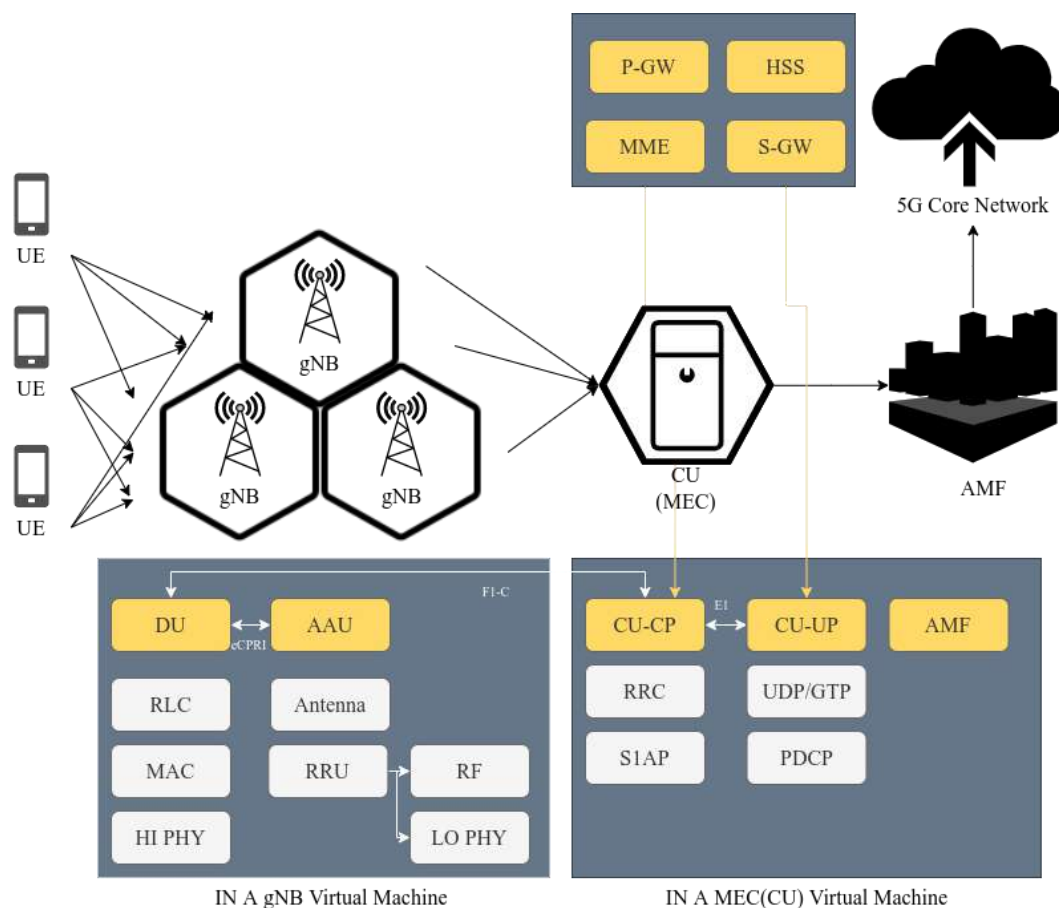 P-GW
HSS
MME
S-GW
5G Core Network
UE
UE
UE
gNB
gNB
gNB
CU
(MEC)
AMF
F1-C
DU
eCPRI
AAU
RLC
Antenna
MAC
RRU
RF
HI PHY
LO PHY
IN A gNB Virtual Machine
CU-CP
E1
CU-UP
AMF
RRC
UDP/GTP
S1AP
PDCP
IN A MEC(CU) Virtual Machine